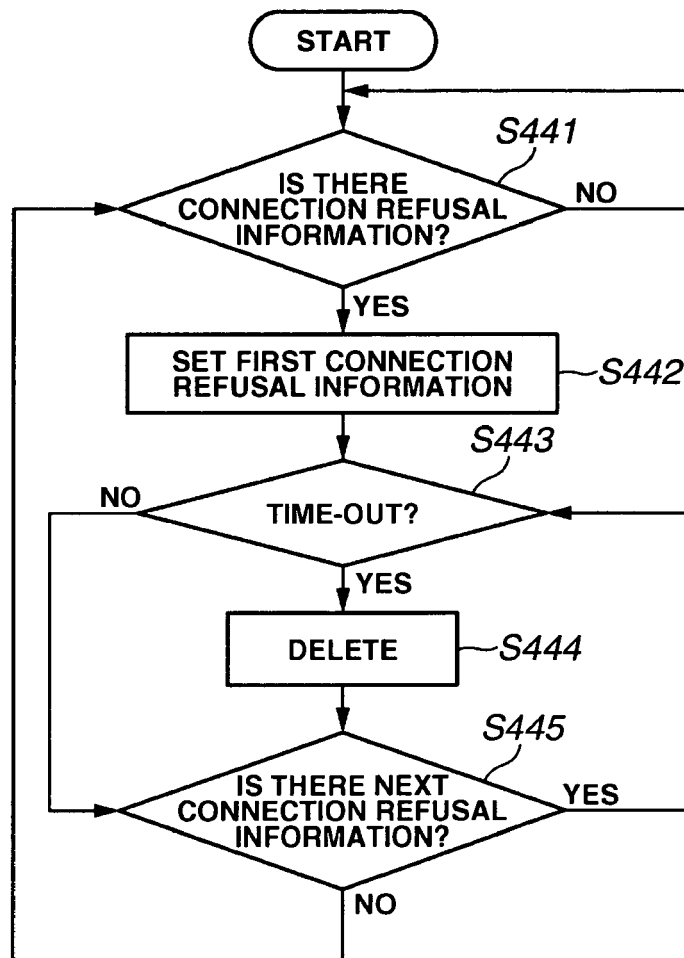 START
S441
IS THERE
CONNECTION REFUSAL
INFORMATION?
NO
YES
SET FIRST CONNECTION
REFUSAL INFORMATION
S442
S443
NO
TIME-OUT?
YES
DELETE
S444
S445
IS THERE NEXT
CONNECTION REFUSAL
INFORMATION?
YES
NO